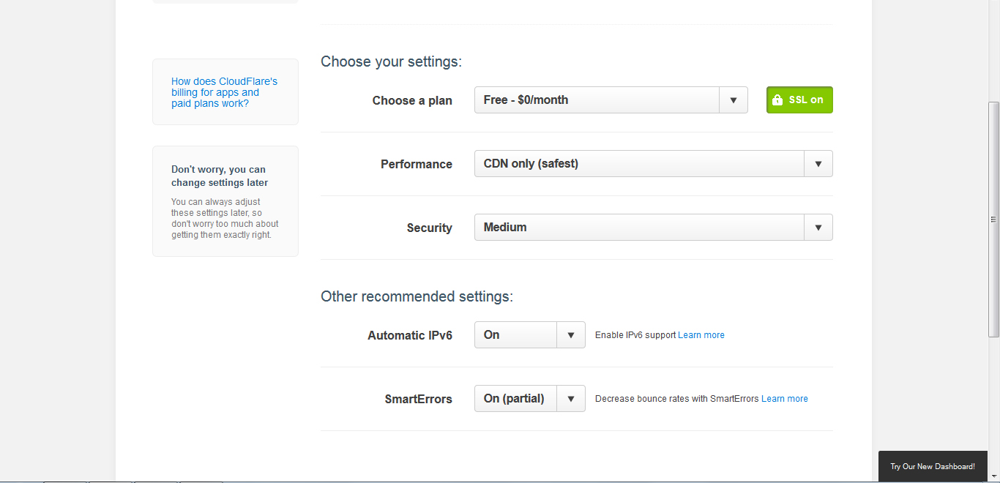 How does CloudFlare's
billing for apps and
paid plans work?
Don't worry, you can
change settings later
You can always adjust
these settings later, so
don't worry too much about
getting them exactly right.
Choose your settings:
Choose a plan
Free - $0/month
SSL on
Performance
CDN only (safest)
Security
Medium
Other recommended settings:
Automatic IPv6
On
Enable IPv6 support Learn more
SmartErrors
On (partial)
Decrease bounce rates with SmartErrors Learn more
Try Our New Dashboard!